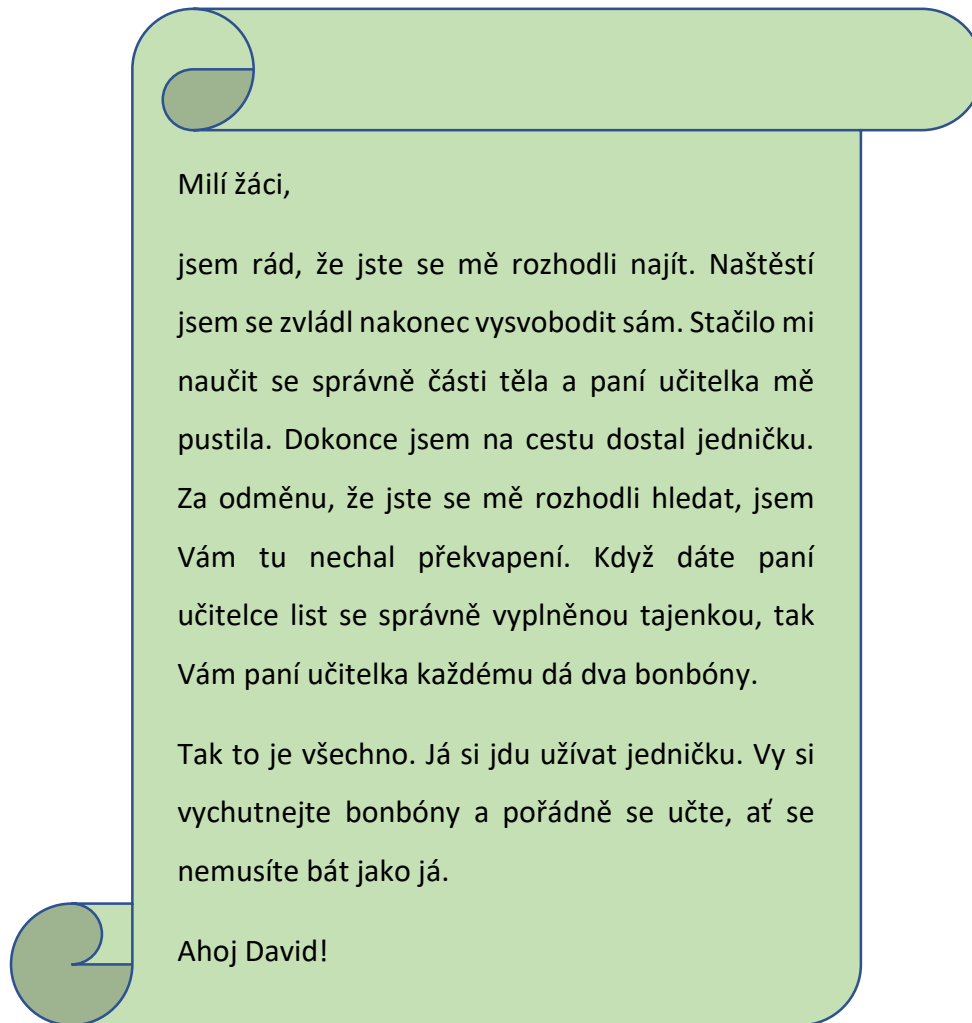 Milí žáci,
jsem rád, že jste se mě rozhodli najít. Naštěstí
jsem se zvládl nakonec vysvobodit sám. Stačilo mi
naučit se správně části těla a paní učitelka mě
pustila. Dokonce jsem na cestu dostal jedničku.
Za odměnu, že jste se mě rozhodli hledat, jsem
Vám tu nechal překvapení. Když dáte paní
učitelce list se správně vyplněnou tajenkou, tak
Vám paní učitelka každému dá dva bonbóny.
Tak to je všechno. Já si jdu užívat jedničku. Vy si
vychutnejte bonbóny a pořádně se učte, ať se
nemusíte bát jako já.
Ahoj David!